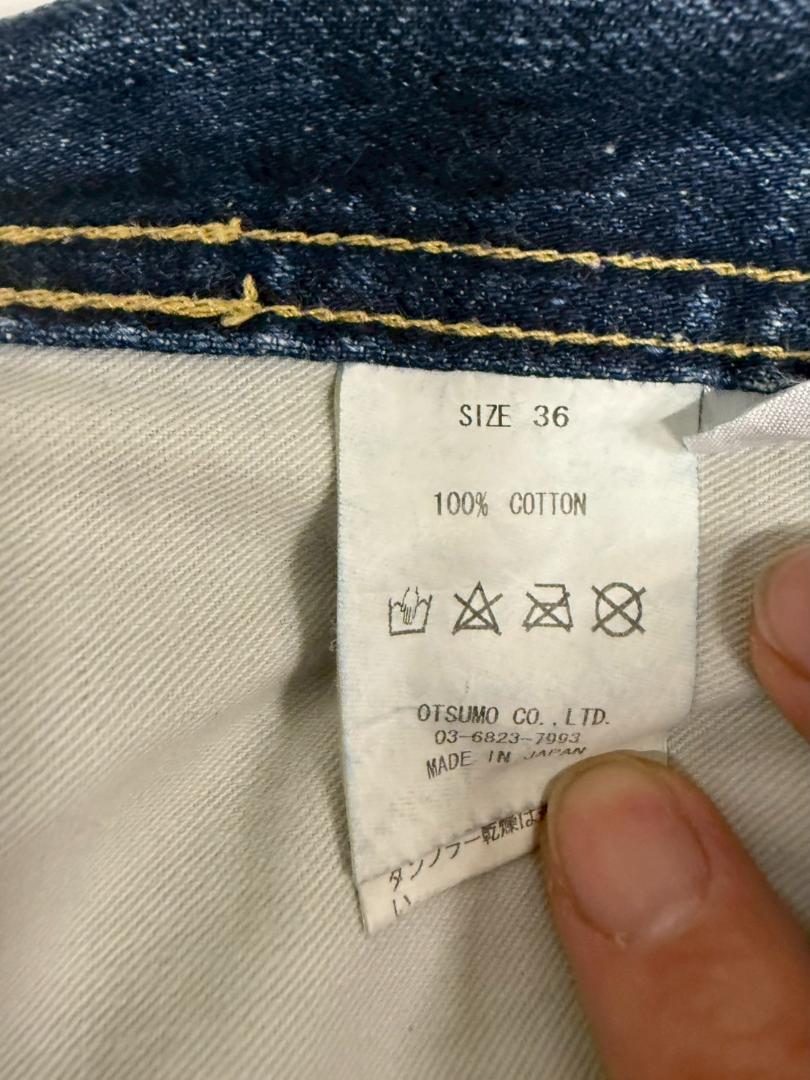 SIZE 36
100% COTTON
OTSUMO CO.,LTD.
03-6823-7993
MADE IN JAPAN
タンブラー乾燥は
い